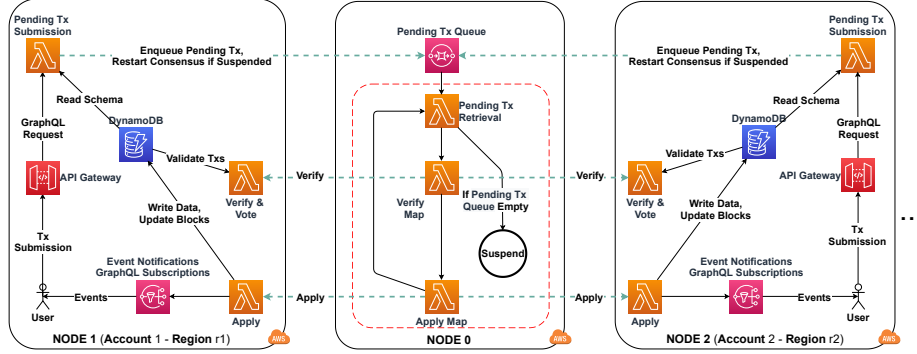 Pending Tx
Submission
Enqueue Pending Tx,
Restart Consensus if Suspended
Read Schema
GraphQL
Request
DynamoDB
Validate Txs
API Gateway
Verify &
Vote
Write Data,
Update Blocks
Tx
Submission
Event Notifications
GraphQL Subscriptions
Events
User
Apply
NODE 1 (Account 1 - Region r1)
AWS
Pending Tx Queue
Pending Tx
Retrieval
Verify
Verify
Map
If Pending Tx
Queue Empty
Suspend
Apply
Apply Map
NODE 0
AWS
Pending Tx
Submission
Enqueue Pending Tx,
Restart Consensus if Suspended
Read Schema
GraphQL
Request
DynamoDB
Validate Txs
Verify
API Gateway
Verify &
Vote
Write Data,
Update Blocks
Tx
Submission
Event Notifications
GraphQL Subscriptions
Apply
Events
User
Apply
NODE 2 (Account 2 - Region r2)
AWS
..